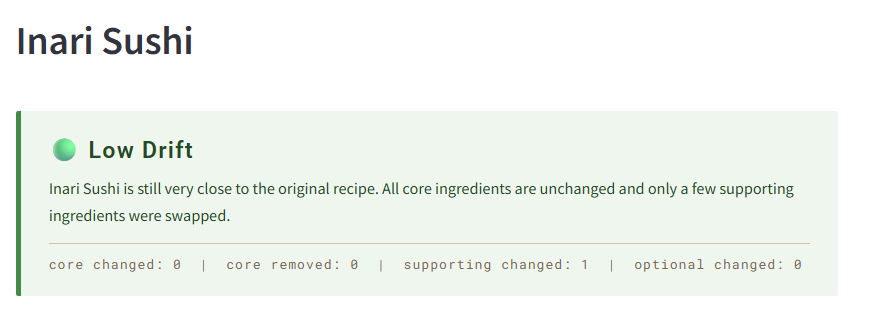 Inari Sushi
Low Drift
Inari Sushi is still very close to the original recipe. All core ingredients are unchanged and only a few supporting
ingredients were swapped.
core changed: 0 | core removed: 0 | supporting changed: 1 | optional changed: 0